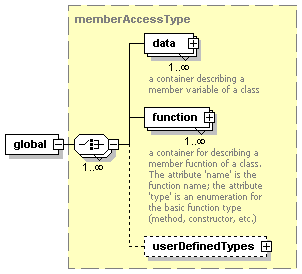 memberAccessType
data
1..∞
a container describing a
member variable of a class
global
1..∞
function
1..∞
a container for describing a
member fucntion of a class.
The attribute 'name' is the
function name; the attribute
'type' is an enumeration for
the basic function type
(method, constructor, etc.)
userDefinedTypes